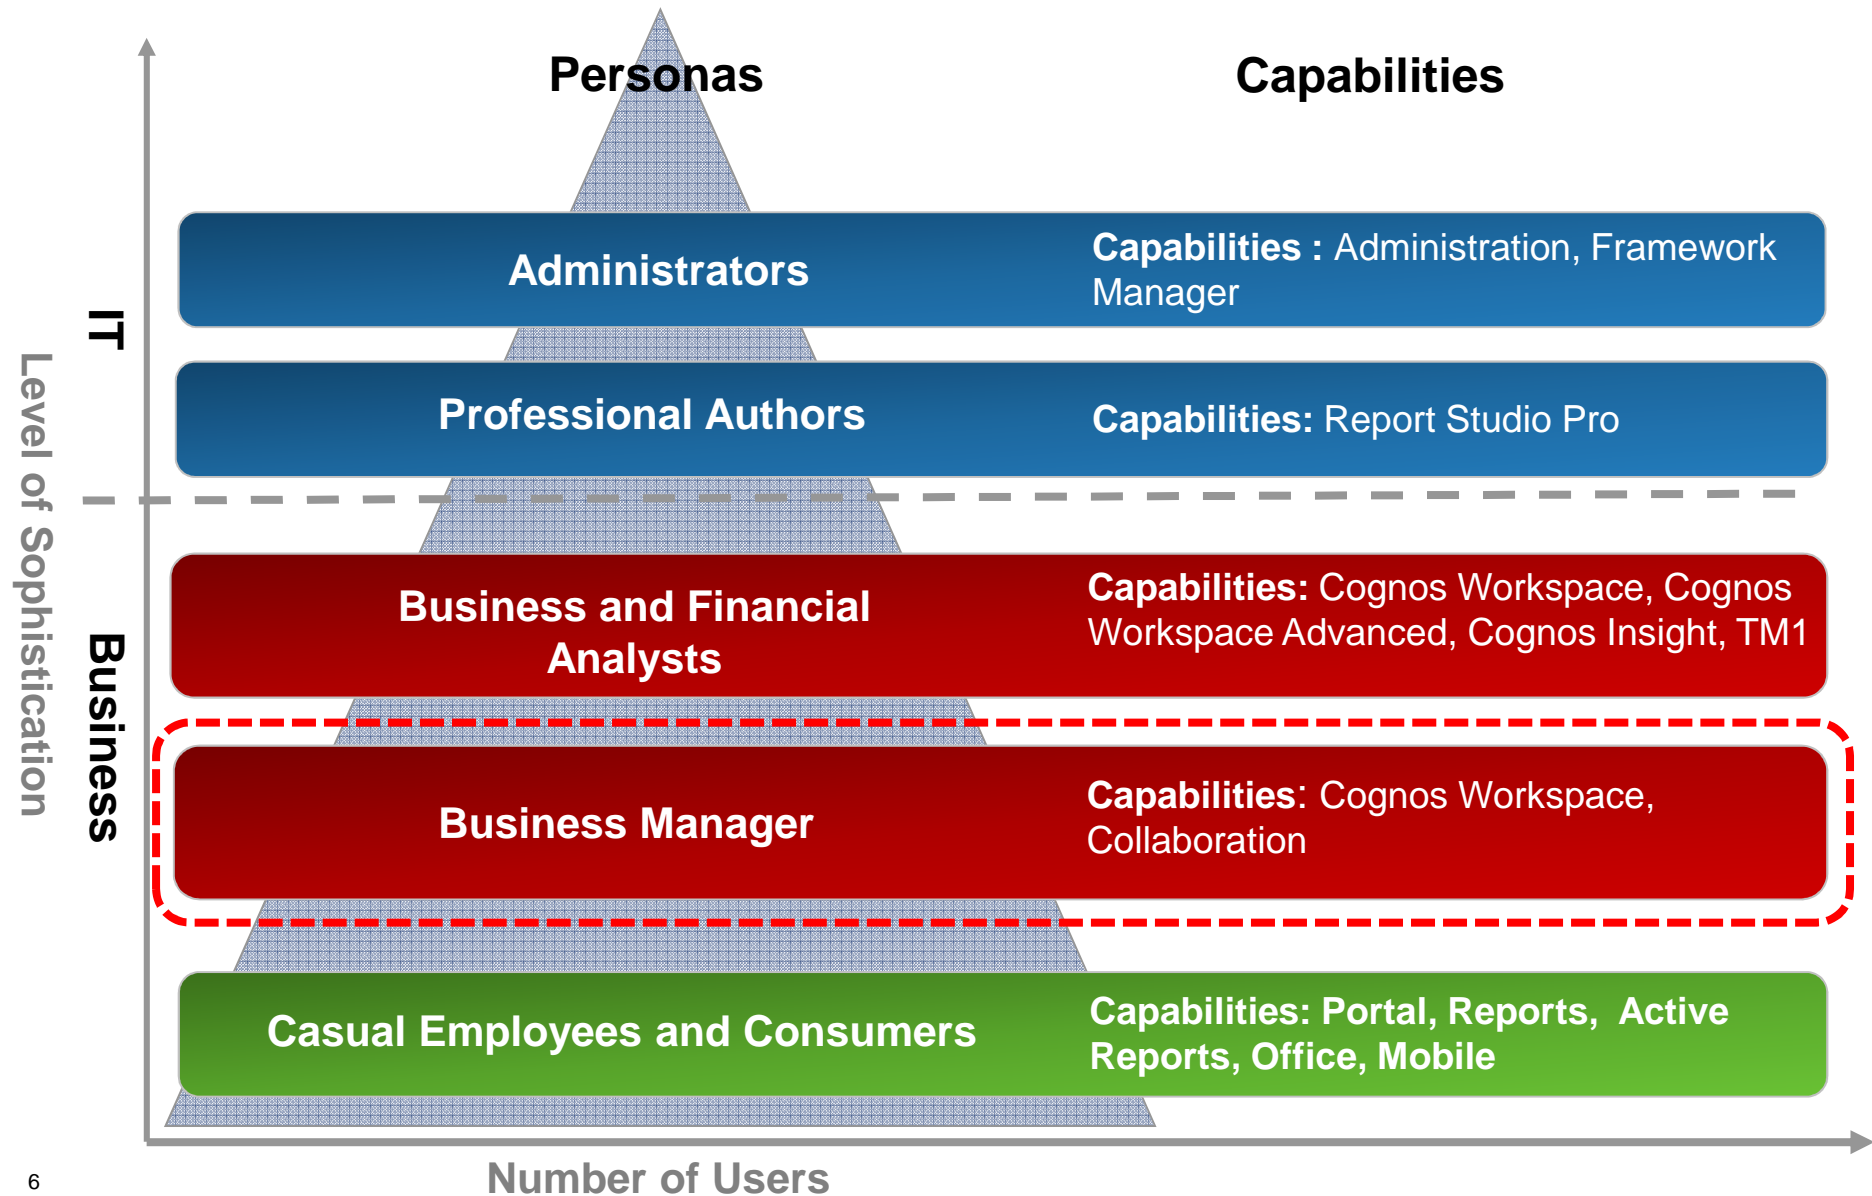 Personas
Capabilities
Administrators
Capabilities : Administration, Framework
Manager
Professional Authors
Capabilities: Report Studio Pro
Business and Financial
Analysts
Capabilities: Cognos Workspace, Cognos
Workspace Advanced, Cognos Insight, TM1
Business Manager
Capabilities: Cognos Workspace,
Collaboration
Casual Employees and Consumers
Capabilities: Portal, Reports,  Active
Reports, Office, Mobile
IT
Business
Level of Sophistication
Number of Users
6